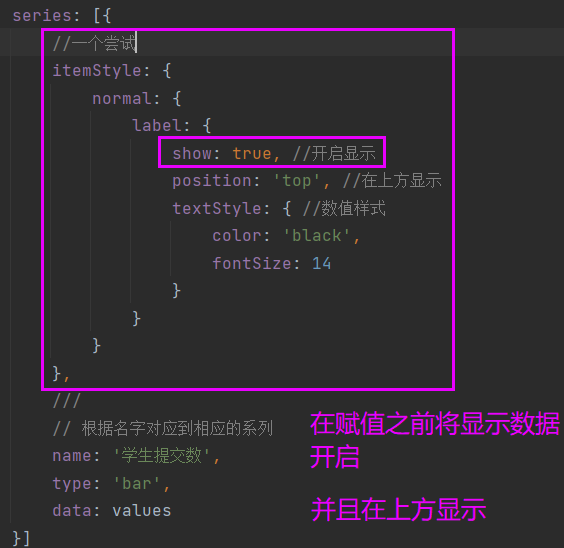 series: [{
//一个尝试
itemStyle: {
normal: {
label: {
show: true, //开启显示
position: 'top', //在上方显示
textStyle: { //数值样式
color: 'black',
fontSize: 14
}
}
}
},
///
// 根据名字对应到相应的系列
name: '学生提交数',
type: 'bar',
data: values
}]
在赋值之前将显示数据
开启
并且在上方显示